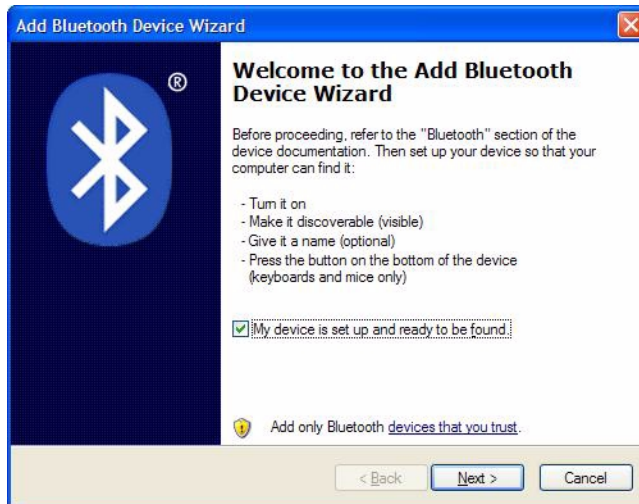 Add Bluetooth Device Wizard
®
Welcome to the Add Bluetooth
Device Wizard
Before proceeding, refer to the "Bluetooth" section of the
device documentation. Then set up your device so that your
computer can find it:
- Turn it on
- Make it discoverable (visible)
- Give it a name (optional)
- Press the button on the bottom of the device
(keyboards and mice only)
My device is set up and ready to be found.
Add only Bluetooth devices that you trust.
< Back
Next >
Cancel